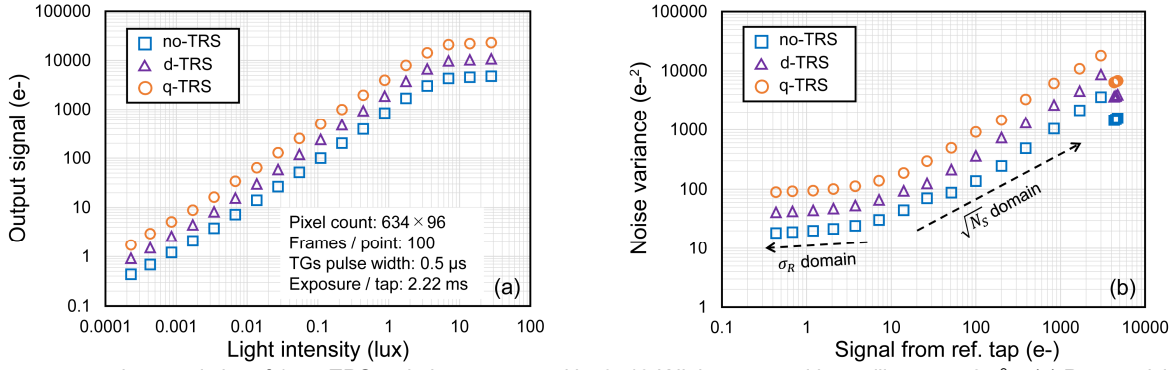 100000
10000
1000
100
10
1
0.1
Output signal (e-)
no-TRS
d-TRS
q-TRS
Pixel count: 634×96
Frames / point: 100
TGs pulse width: 0.5 µs
Exposure / tap: 2.22 ms
(a)
0.0001 0.001 0.01 0.1 1 10 100
Light intensity (lux)
100000
10000
1000
100
10
1
Noise variance (e-²)
no-TRS
d-TRS
q-TRS
√Nₛ domain
σ_R domain
(b)
0.1 1 10 100 1000 10000
Signal from ref. tap (e-)